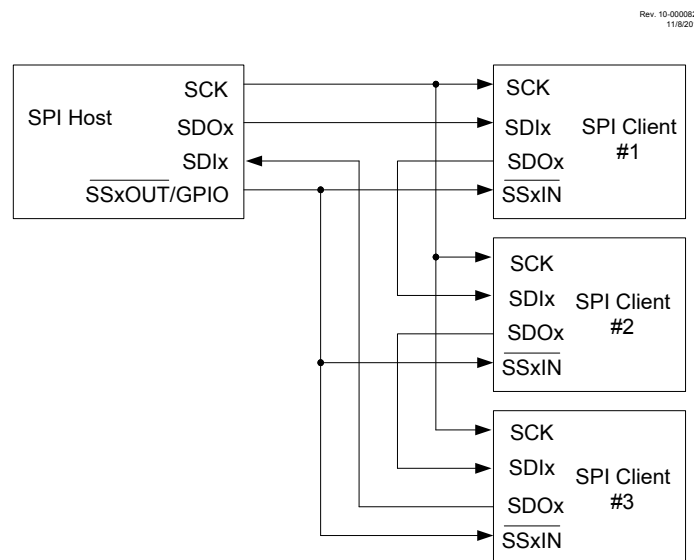 Rev. 10-000082
11/8/20
SPI Host
SCK
SDOx
SDIx
SSxOUT/GPIO
SCK
SDIx
SDOx
SSxIN
SPI Client
#1
SCK
SDIx
SDOx
SSxIN
SPI Client
#2
SCK
SDIx
SDOx
SSxIN
SPI Client
#3